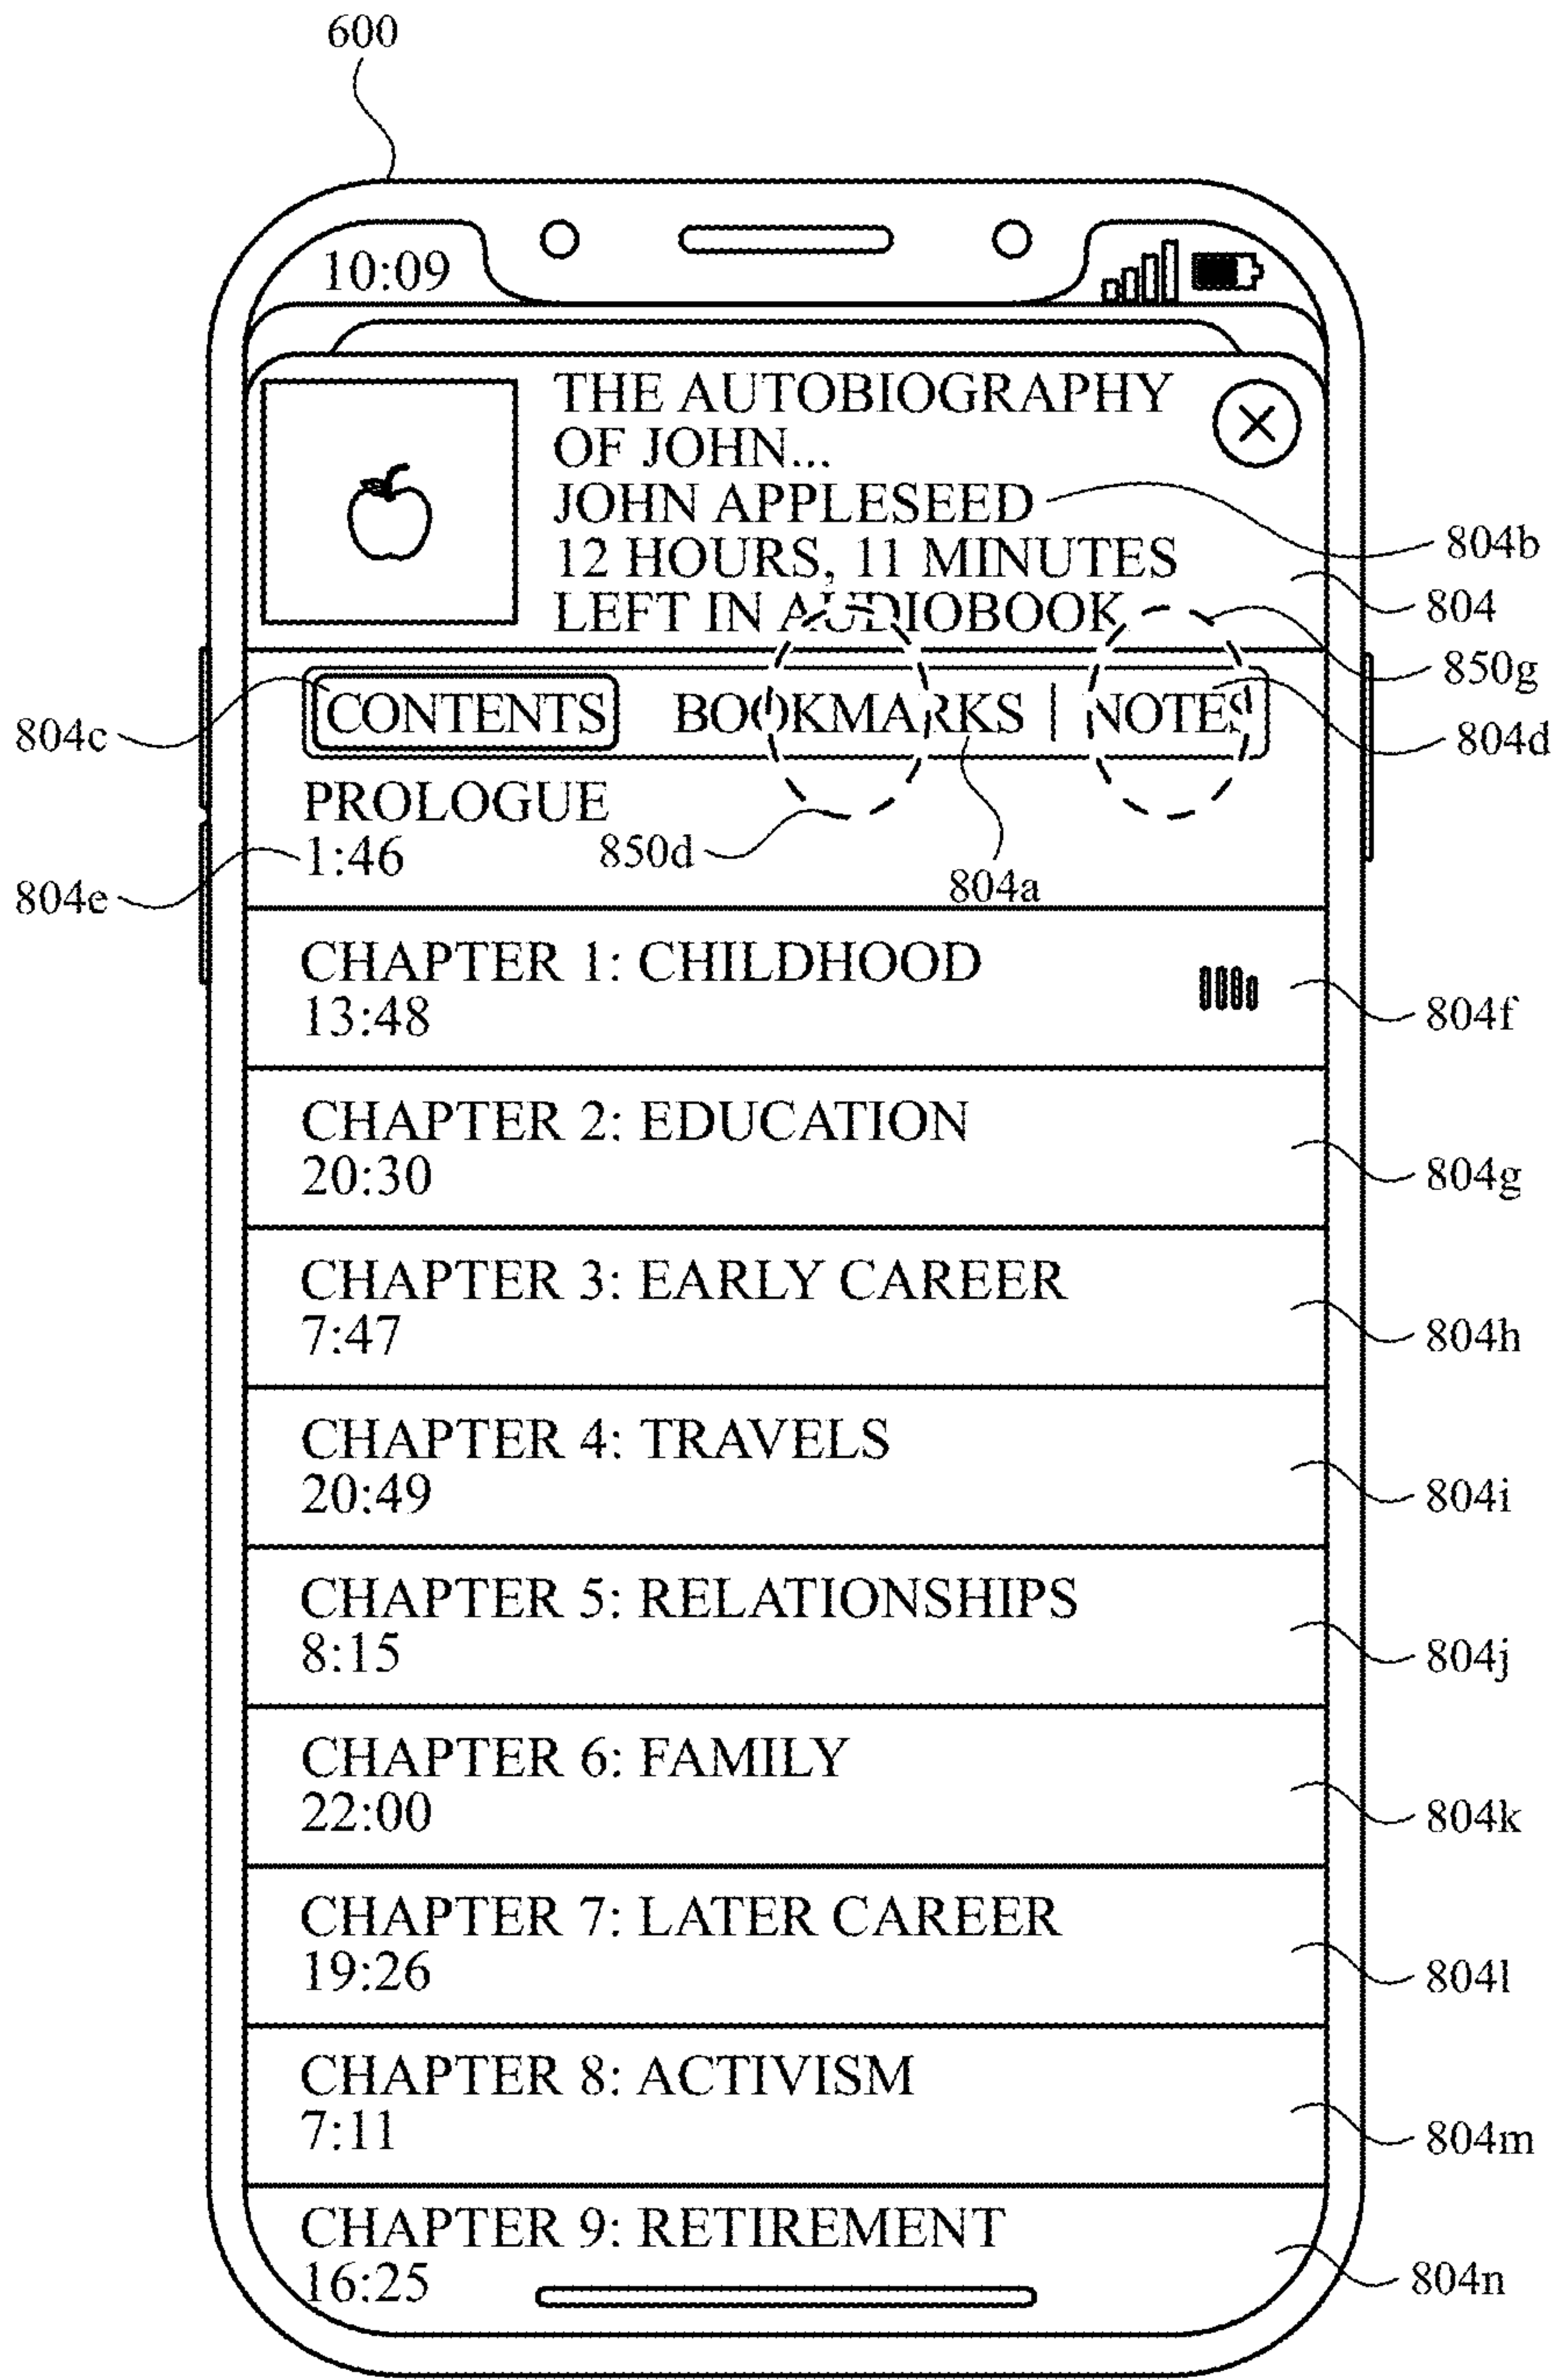 600
10:09
THE AUTOBIOGRAPHY
OF JOHN...
JOHN APPLESEED
12 HOURS, 11 MINUTES
LEFT IN AUDIOBOOK
804b
804
850g
CONTENTS BOOKMARKS | NOTES
804c
804d
PROLOGUE
1:46
850d
804a
804e
CHAPTER 1: CHILDHOOD
13:48
804f
CHAPTER 2: EDUCATION
20:30
804g
CHAPTER 3: EARLY CAREER
7:47
804h
CHAPTER 4: TRAVELS
20:49
804i
CHAPTER 5: RELATIONSHIPS
8:15
804j
CHAPTER 6: FAMILY
22:00
804k
CHAPTER 7: LATER CAREER
19:26
804l
CHAPTER 8: ACTIVISM
7:11
804m
CHAPTER 9: RETIREMENT
16:25
804n